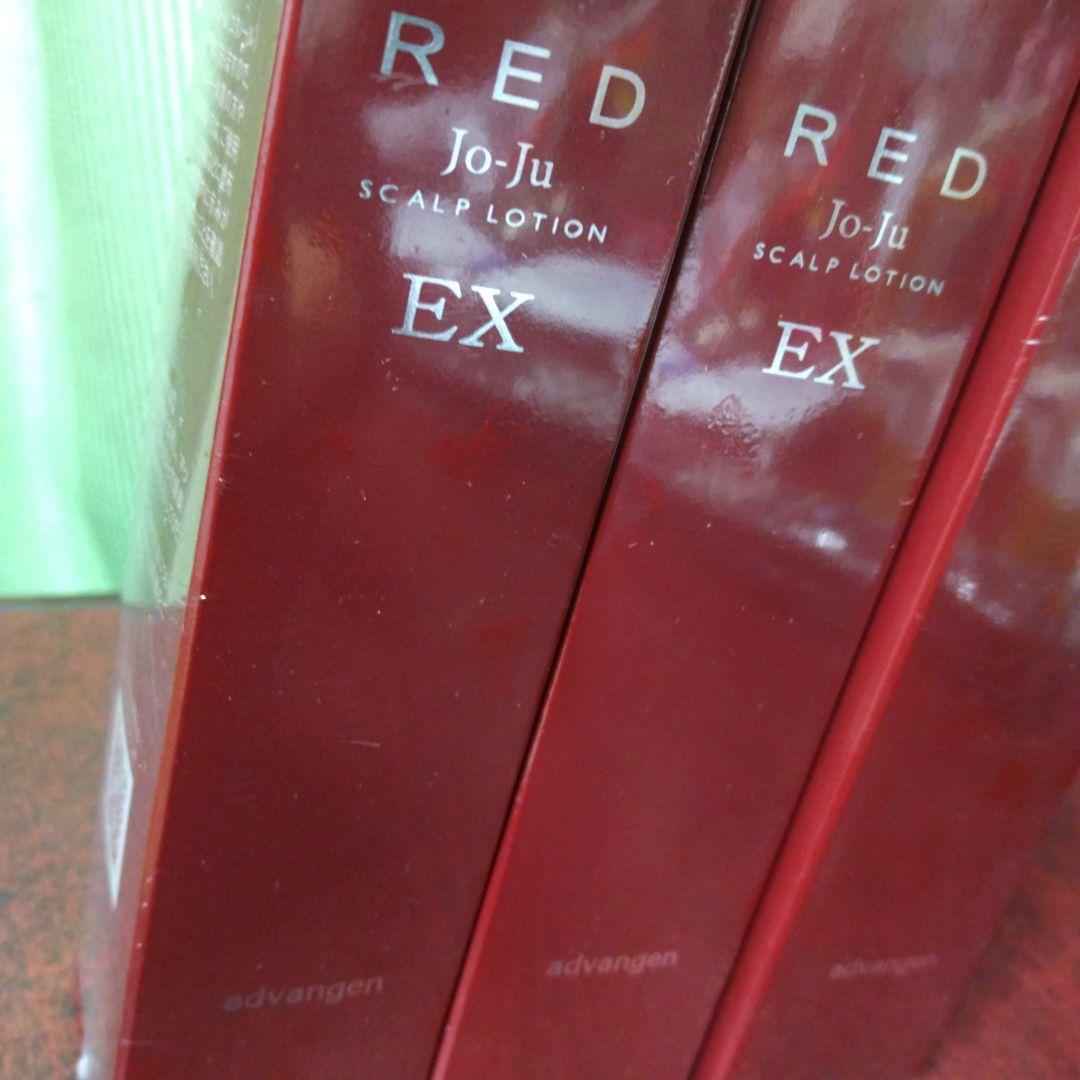 RED
Jo-Ju
SCALP LOTION
EX
advangen
RED
Jo-Ju
SCALP LOTION
EX
advangen
advangen